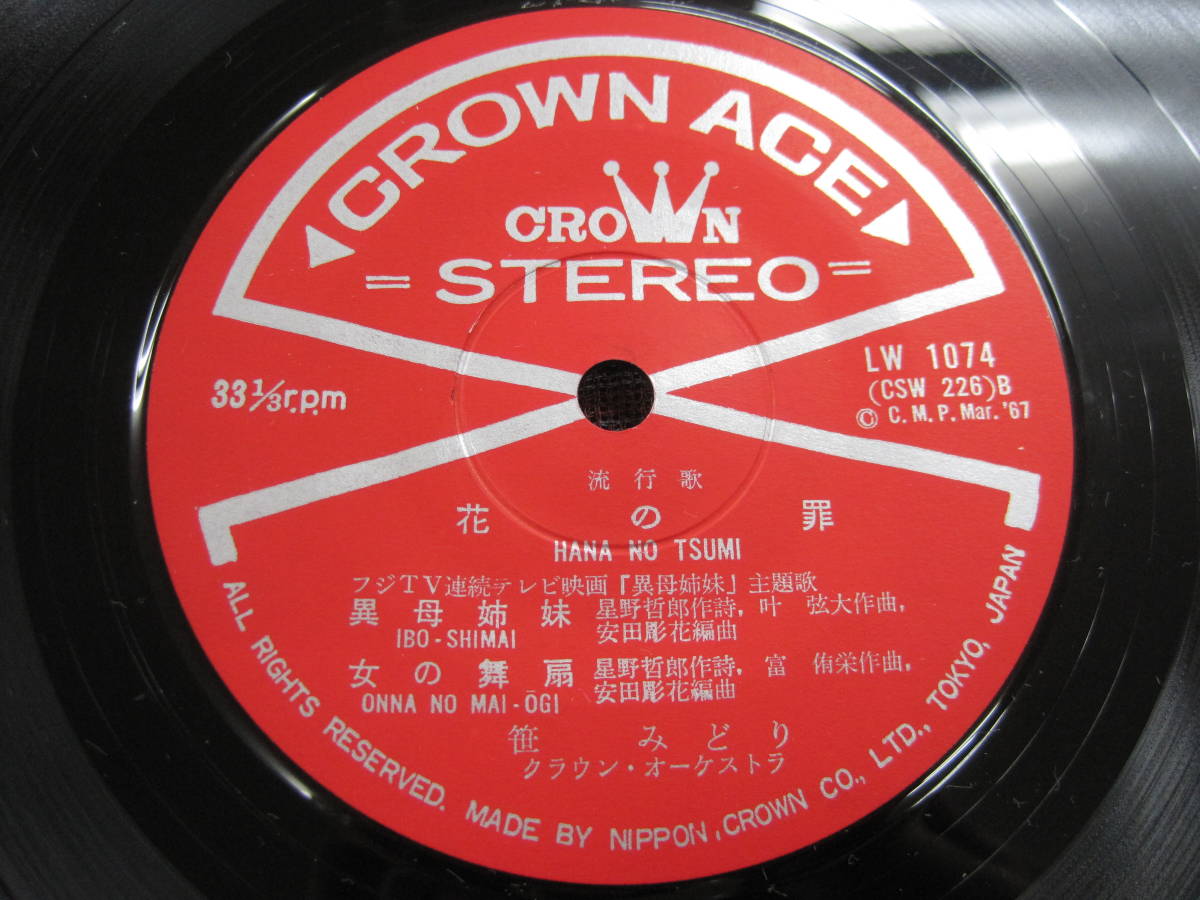 CROWN ACE
CROWN
= STEREO =
33 1/3 r.p.m
LW 1074
(CSW 226) B
© C. M. P. Mar. '67
流行歌
花の罪
HANA NO TSUMI
フジTV連続テレビ映画『異母姉妹』主題歌
異母姉妹 星野哲郎作詩, 叶 弦大作曲,
IBO-SHIMAI 安田彫花編曲
女の舞扇 星野哲郎作詩, 富 侑栄作曲,
ONNA NO MAI-ŌGI 安田彫花編曲
笹 みどり
クラウン・オーケストラ
ALL RIGHTS RESERVED. MADE BY NIPPON, CROWN CO., LTD., TOKYO, JAPAN